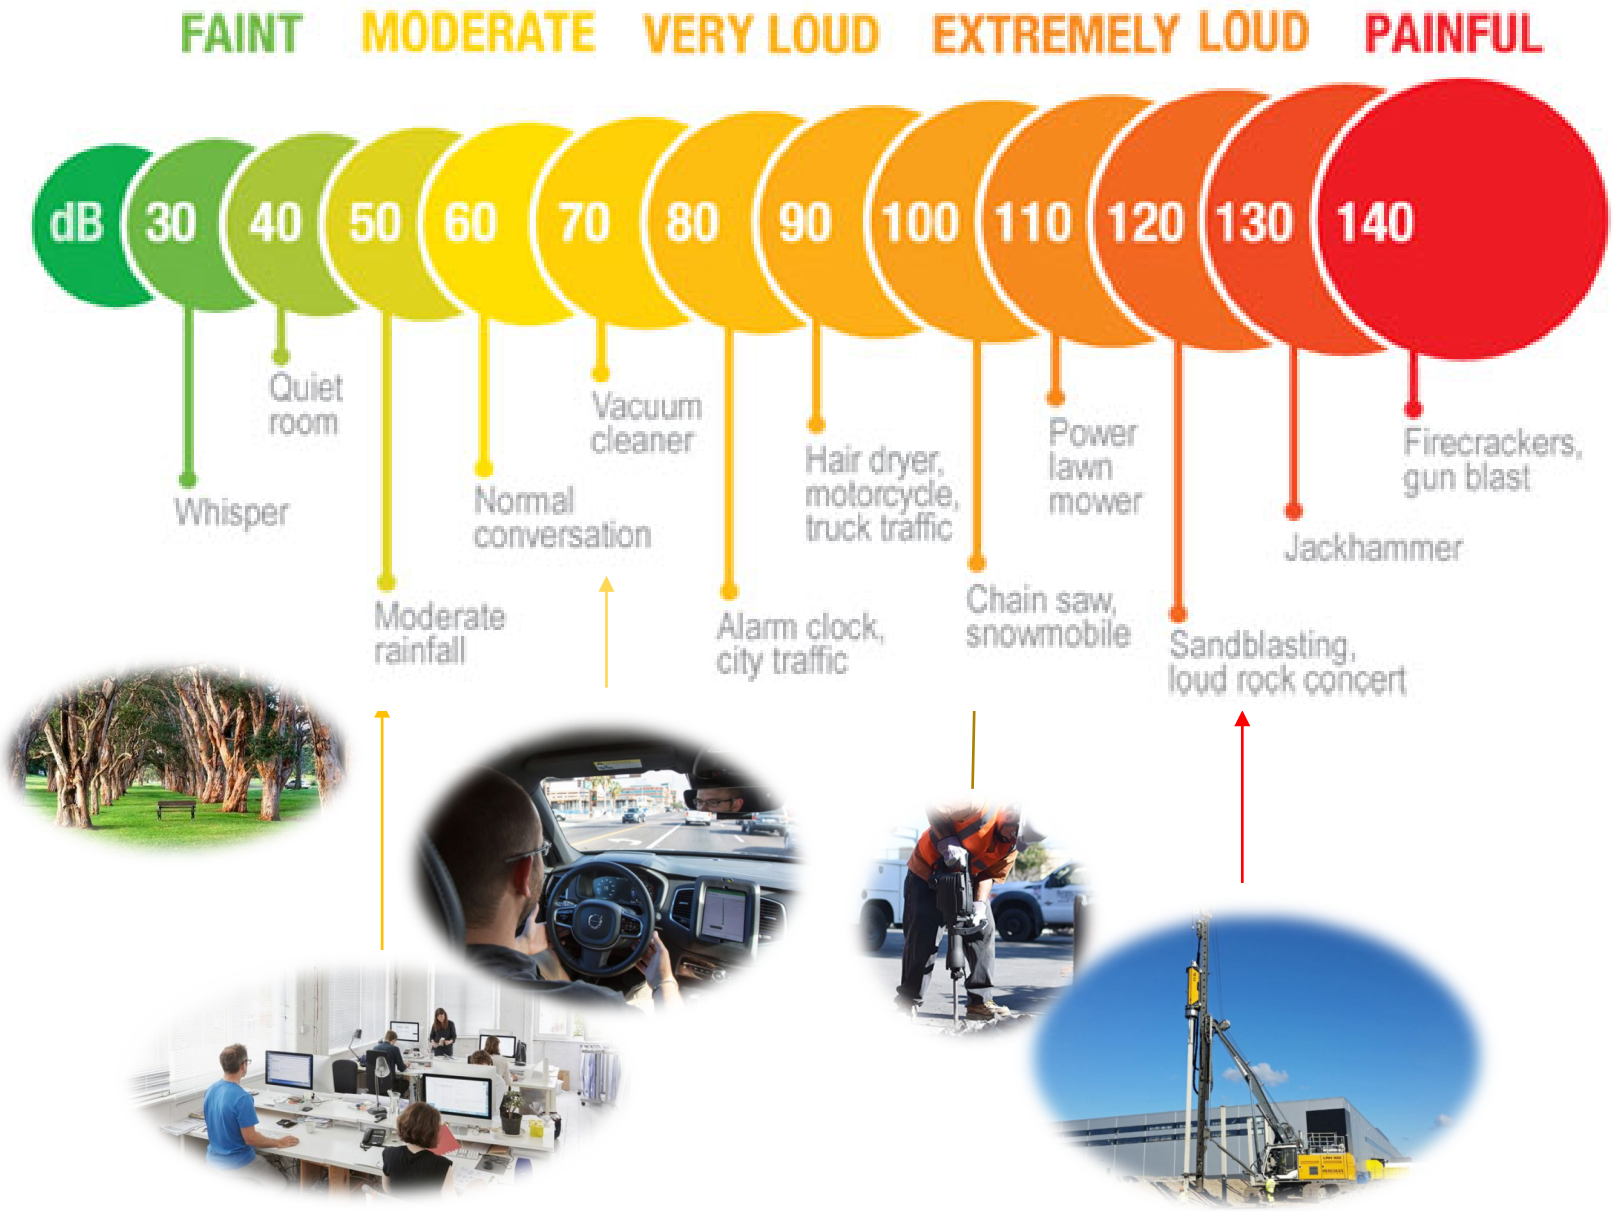 FAINT MODERATE VERY LOUD EXTREMELY LOUD PAINFUL
dB 30 40 50 60 70 80 90 100 110 120 130 140
Whisper
Quiet
room
Moderate
rainfall
Normal
conversation
Vacuum
cleaner
Alarm clock,
city traffic
Hair dryer,
motorcycle,
truck traffic
Chain saw,
snowmobile
Power
lawn
mower
Sandblasting,
loud rock concert
Jackhammer
Firecrackers,
gun blast